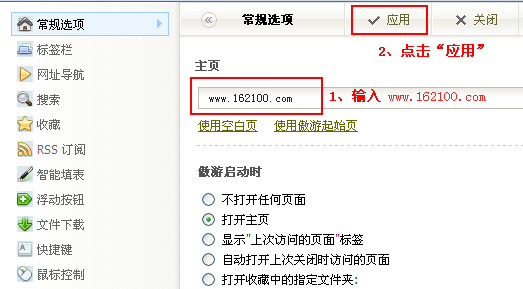 常规选项
标签栏
网址导航
搜索
收藏
RSS 订阅
智能填表
浮动按钮
文件下载
快捷键
鼠标控制
常规选项
应用
关闭
2、点击“应用”
主页
www.162100.com
1、输入 www.162100.com
使用空白页 使用傲游起始页
傲游启动时
不打开任何页面
打开主页
显示"上次访问的页面"标签
自动打开上次关闭时访问的页面
打开收藏中的指定文件夹: